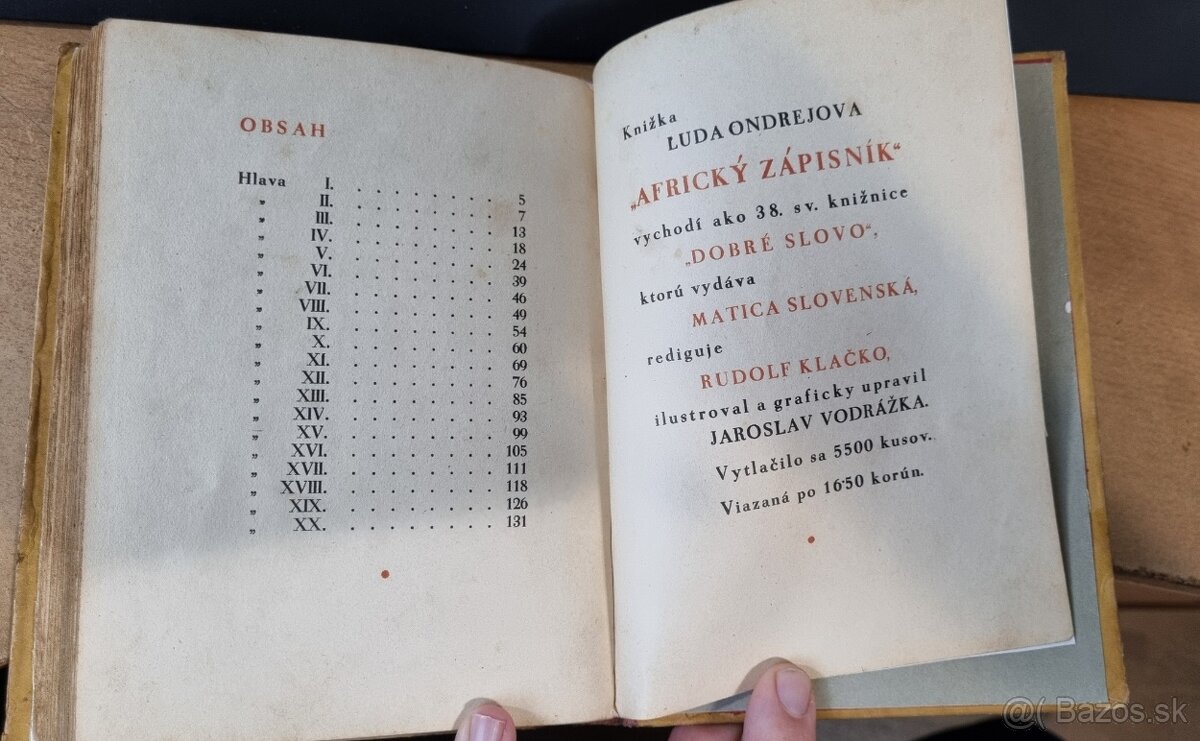 OBSAH
Hlava I. . . . . . . . . 5
„ II. . . . . . . . . 7
„ III. . . . . . . . . 13
„ IV. . . . . . . . . 18
„ V. . . . . . . . . 24
„ VI. . . . . . . . . 39
„ VII. . . . . . . . . 46
„ VIII. . . . . . . . . 49
„ IX. . . . . . . . . 54
„ X. . . . . . . . . 60
„ XI. . . . . . . . . 69
„ XII. . . . . . . . . 76
„ XIII. . . . . . . . . 85
„ XIV. . . . . . . . . 93
„ XV. . . . . . . . . 99
„ XVI. . . . . . . . . 105
„ XVII. . . . . . . . . 111
„ XVIII. . . . . . . . . 118
„ XIX. . . . . . . . . 126
„ XX. . . . . . . . . 131
Knižka
ĽUDA ONDREJOVA
„AFRICKÝ ZÁPISNÍK“
vychodí ako 38. sv. knižnice
„DOBRÉ SLOVO“,
ktorú vydáva
MATICA SLOVENSKÁ,
rediguje
RUDOLF KLAČKO,
ilustroval a graficky upravil
JAROSLAV VODRÁŽKA.
Vytlačilo sa 5500 kusov.
Viazaná po 16·50 korún.
@( Bazos.sk